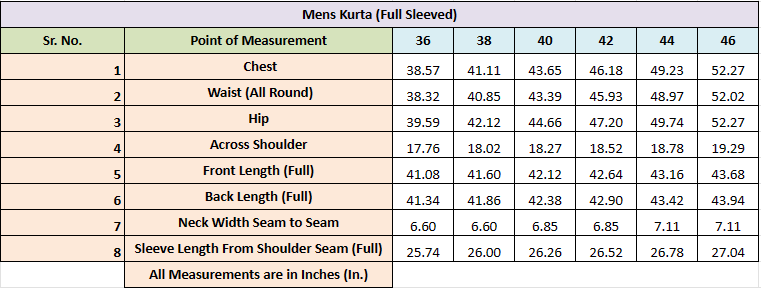 Mens Kurta (Full Sleeved)
Sr. No. Point of Measurement 36 38 40 42 44 46
1 Chest 38.57 41.11 43.65 46.18 49.23 52.27
2 Waist (All Round) 38.32 40.85 43.39 45.93 48.97 52.02
3 Hip 39.59 42.12 44.66 47.20 49.74 52.27
4 Across Shoulder 17.76 18.02 18.27 18.52 18.78 19.29
5 Front Length (Full) 41.08 41.60 42.12 42.64 43.16 43.68
6 Back Length (Full) 41.34 41.86 42.38 42.90 43.42 43.94
7 Neck Width Seam to Seam 6.60 6.60 6.85 6.85 7.11 7.11
8 Sleeve Length From Shoulder Seam (Full) 25.74 26.00 26.26 26.52 26.78 27.04
All Measurements are in Inches (In.)